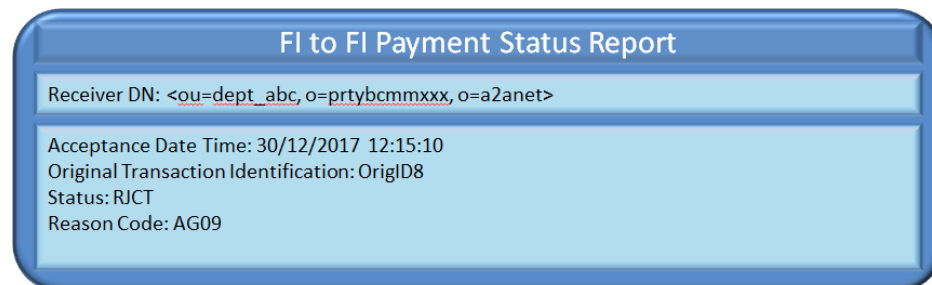 FI to FI Payment Status Report
Receiver DN: <ou=dept_abc, o=prtybcmmxxx, o=a2anet>
Acceptance Date Time: 30/12/2017 12:15:10
Original Transaction Identification: OrigID8
Status: RJCT
Reason Code: AG09